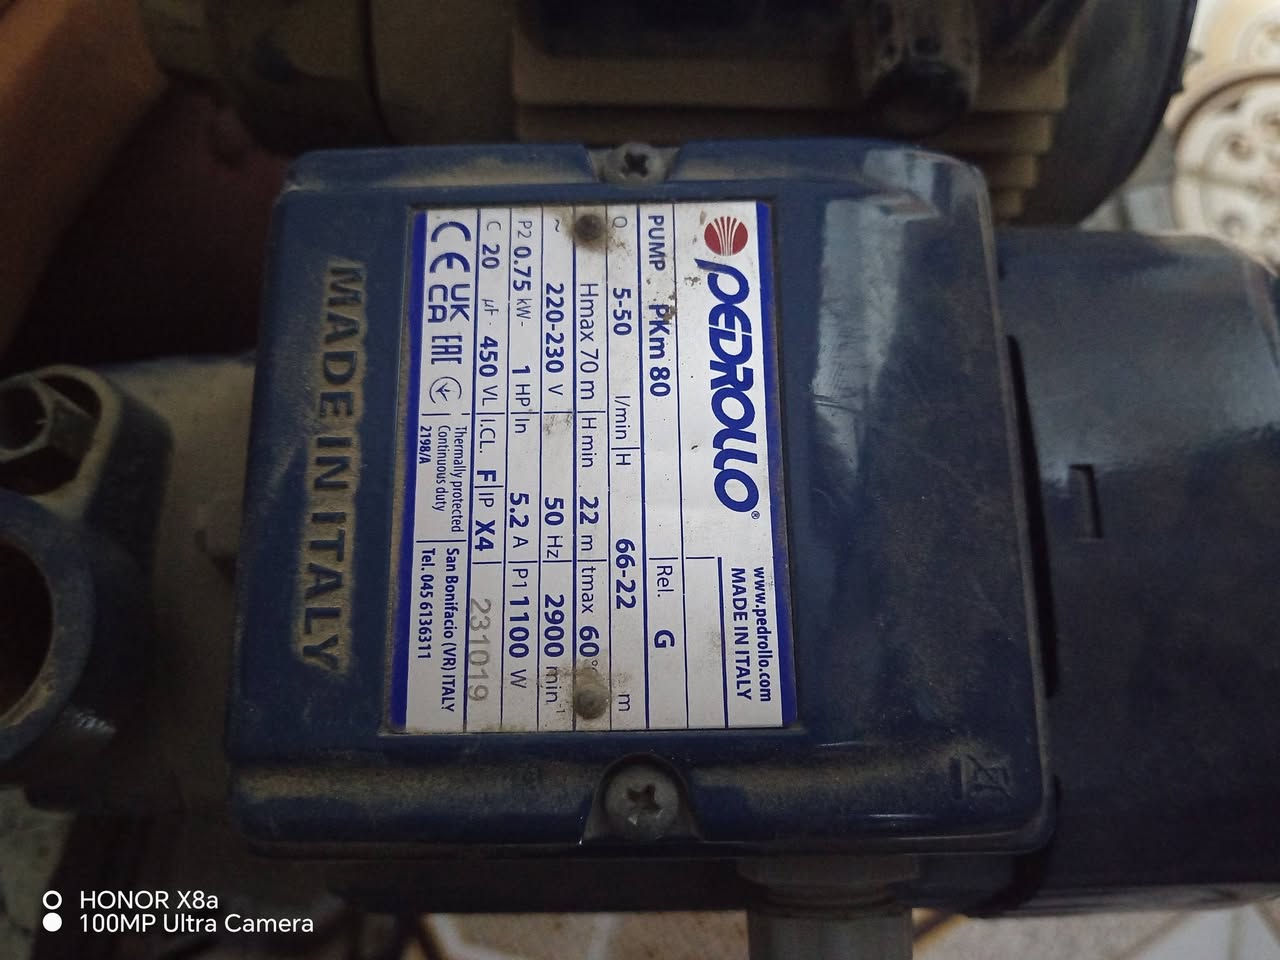 PEDROLLO®
www.pedrollo.com
MADE IN ITALY
PUMP PKm 80 Rel. G
Q 5-50 l/min H 66-22 m
Hmax 70 m H min 22 m tmax 60°
~ 220-230 V 50 Hz 2900 min-1
P2 0.75 kW- 1 HP In 5.2 A P1 1100 W
C 20 µF- 450 VL I.CL. F IP X4
231019
CE UK CA EAC
Thermally protected
Continuous duty
2198/A
San Bonifacio (VR) ITALY
Tel. 045 6136311
MADE IN ITALY
HONOR X8a
100MP Ultra Camera